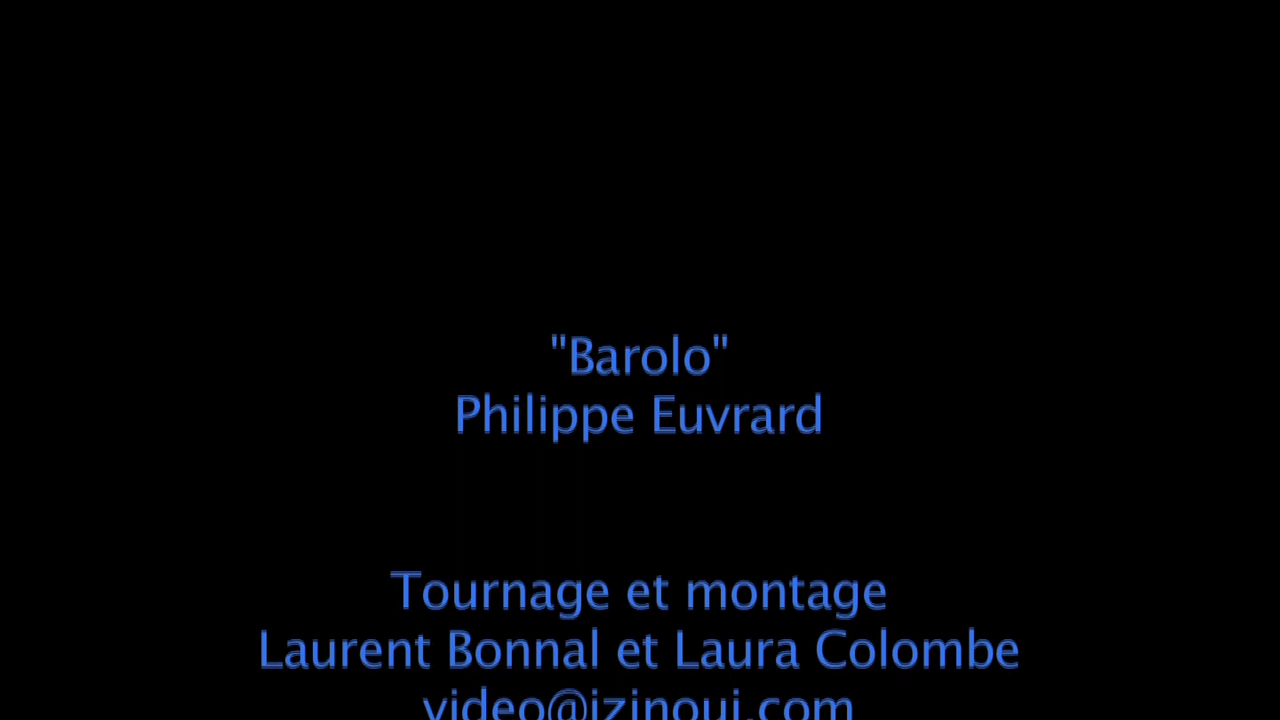 "Barolo"
Philippe Euvrard
Tournage et montage
Laurent Bonnal et Laura Colombe
video@izinoui.com